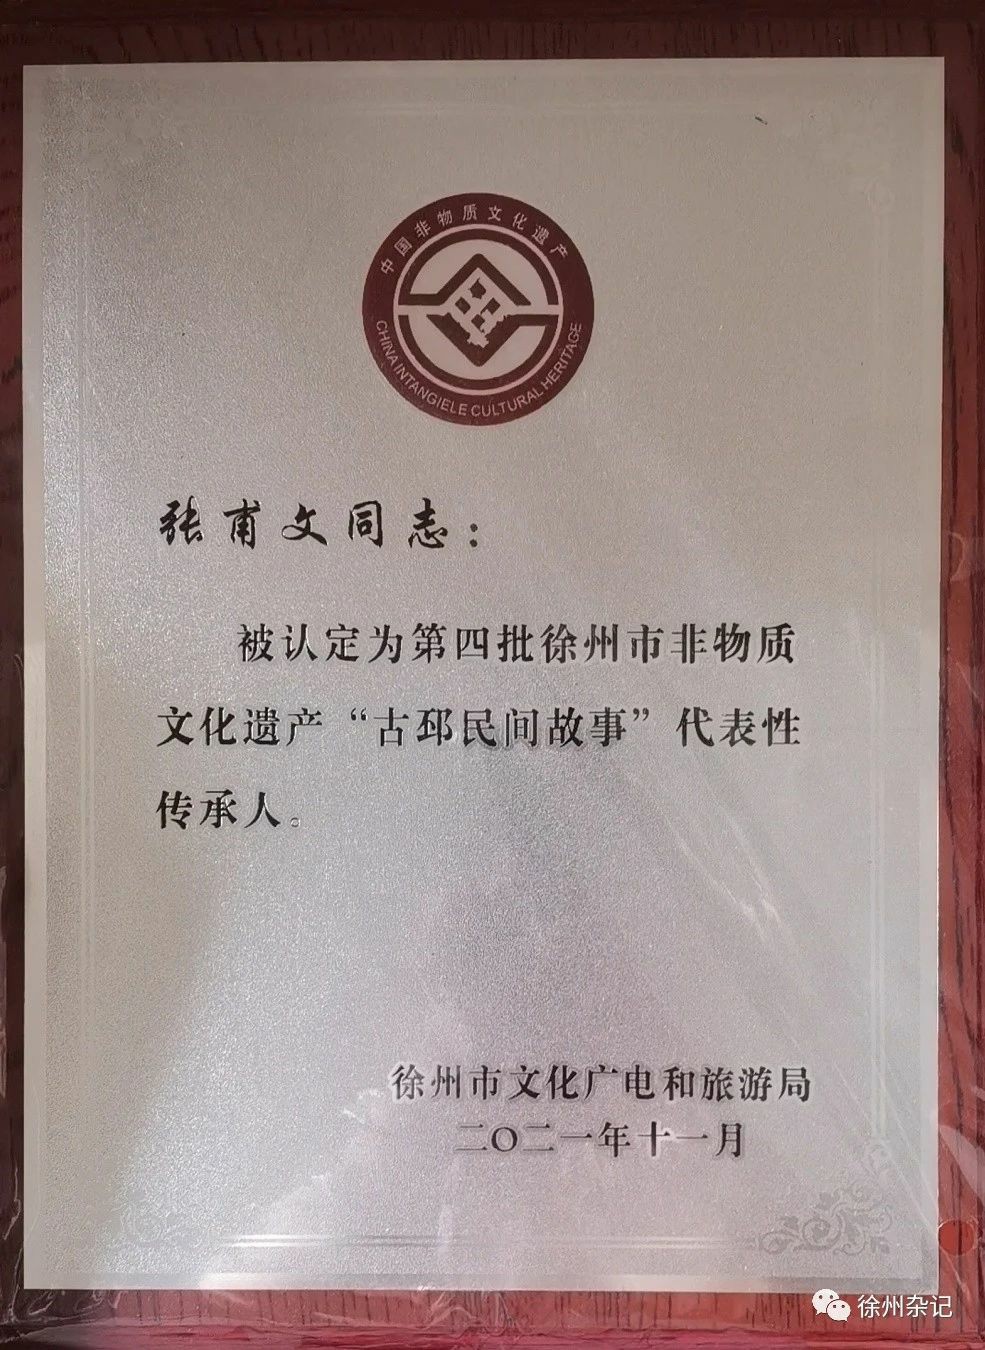 中国非物质文化遗产
CHINA INTANGIELE CULTURAL HERITAGE
张甫文同志：
被认定为第四批徐州市非物质
文化遗产“古邳民间故事”代表性
传承人。
徐州市文化广电和旅游局
二〇二一年十一月
徐州杂记